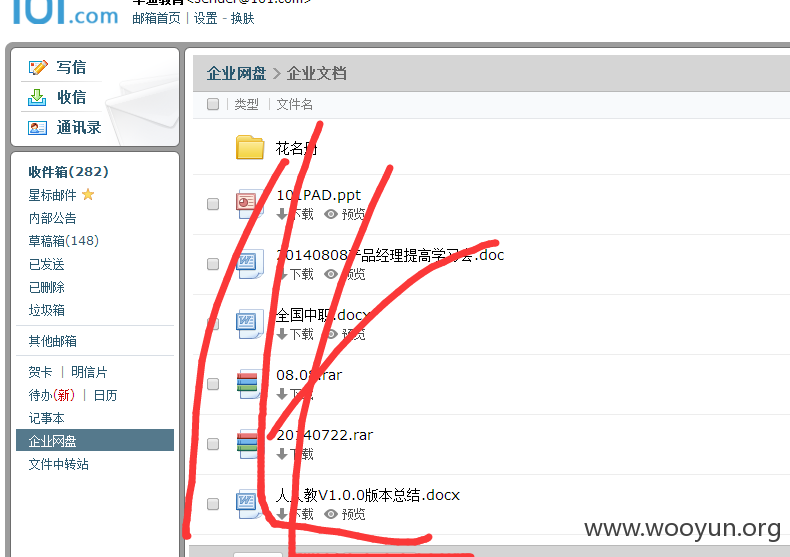 101.com
<sender@101.com>
邮箱首页 | 设置 - 换肤
写信
收信
通讯录
收件箱(282)
星标邮件
内部公告
草稿箱(148)
已发送
已删除
垃圾箱
其他邮箱
贺卡 | 明信片
待办(新) | 日历
记事本
企业网盘
文件中转站
企业网盘 > 企业文档
类型 | 文件名
花名册
101PAD.ppt
下载 预览
20140808产品经理提高学习会.doc
下载 预览
全国中职.docx
下载 预览
08.08.rar
下载
20140722.rar
下载
人人教V1.0.0版本总结.docx
下载 预览
www.wooyun.org